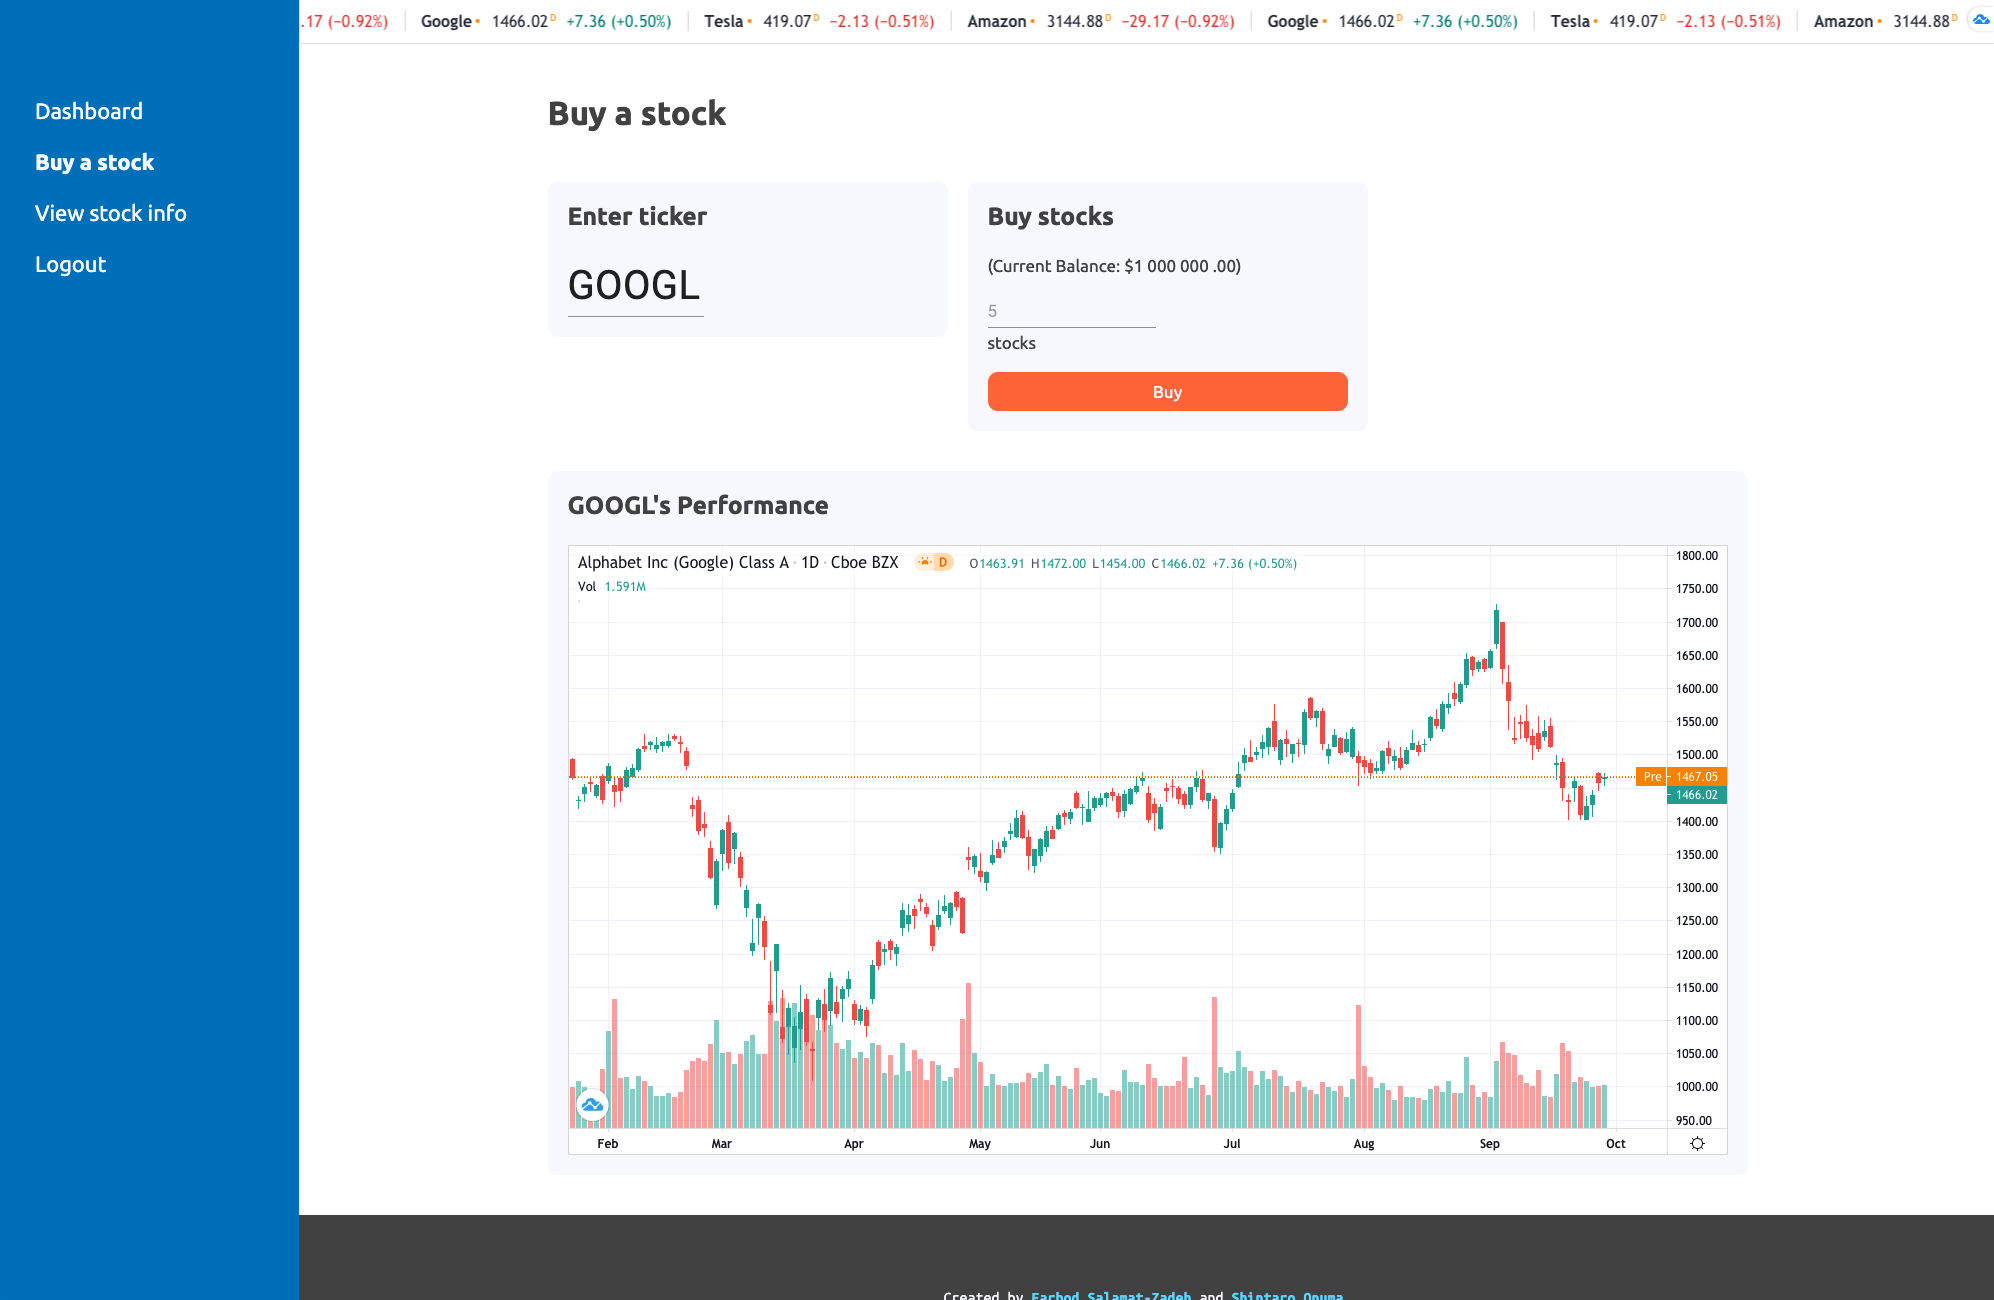 .17 (−0.92%) Google • 1466.02 D +7.36 (+0.50%) Tesla • 419.07 D −2.13 (−0.51%) Amazon • 3144.88 D −29.17 (−0.92%) Google • 1466.02 D +7.36 (+0.50%) Tesla • 419.07 D −2.13 (−0.51%) Amazon • 3144.88 D
Dashboard
Buy a stock
View stock info
Logout
Buy a stock
Enter ticker
GOOGL
Buy stocks
(Current Balance: $1 000 000 .00)
5
stocks
Buy
GOOGL's Performance
Alphabet Inc (Google) Class A · 1D · Cboe BZX D O1463.91 H1472.00 L1454.00 C1466.02 +7.36 (+0.50%)
Vol 1.591M
1800.00
1750.00
1700.00
1650.00
1600.00
1550.00
1500.00
Pre 1467.05
1466.02
1400.00
1350.00
1300.00
1250.00
1200.00
1150.00
1100.00
1050.00
1000.00
950.00
Feb Mar Apr May Jun Jul Aug Sep Oct
Created by Farbod Salamat-Zadeh and Shintaro Onuma